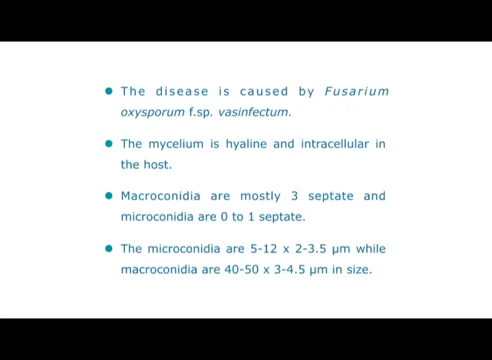 The disease is caused by Fusarium
oxysporum f.sp. vasinfectum.
The mycelium is hyaline and intracellular in
the host.
Macroconidia are mostly 3 septate and
microconidia are 0 to 1 septate.
The microconidia are 5-12 x 2-3.5 µm while
macroconidia are 40-50 x 3-4.5 µm in size.